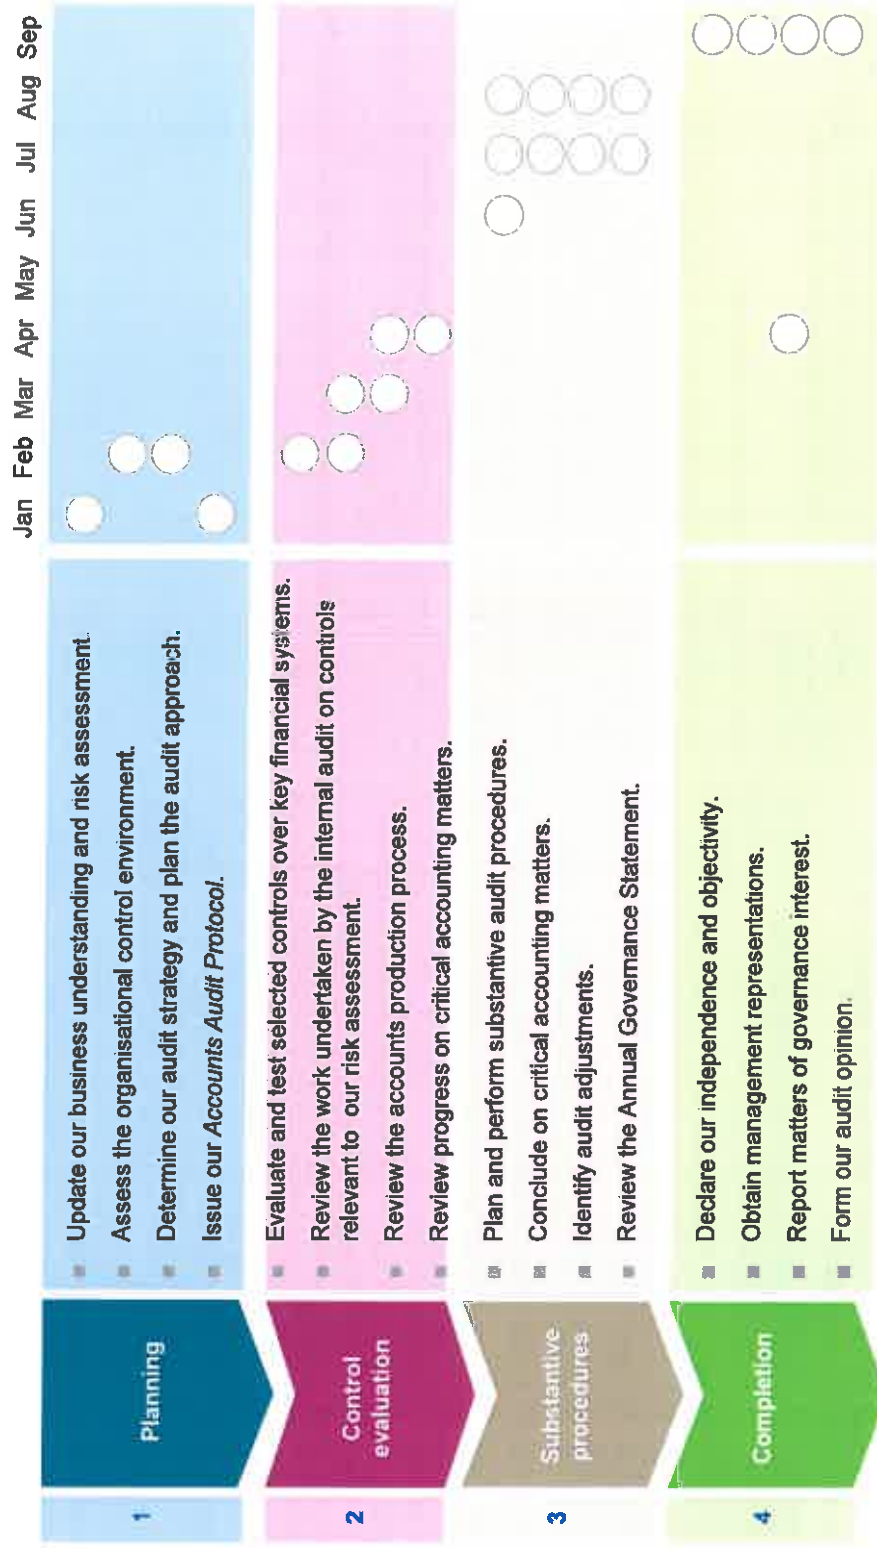 Jan Feb Mar Apr May Jun Jul Aug Sep
1
Planning
Update our business understanding and risk assessment.
Assess the organisational control environment.
Determine our audit strategy and plan the audit approach.
Issue our Accounts Audit Protocol.
2
Control
evaluation
Evaluate and test selected controls over key financial systems.
Review the work undertaken by the internal audit on controls
relevant to our risk assessment.
Review the accounts production process.
Review progress on critical accounting matters.
3
Substantive
procedures
Plan and perform substantive audit procedures.
Conclude on critical accounting matters.
Identify audit adjustments.
Review the Annual Governance Statement.
4
Completion
Declare our independence and objectivity.
Obtain management representations.
Report matters of governance interest.
Form our audit opinion.